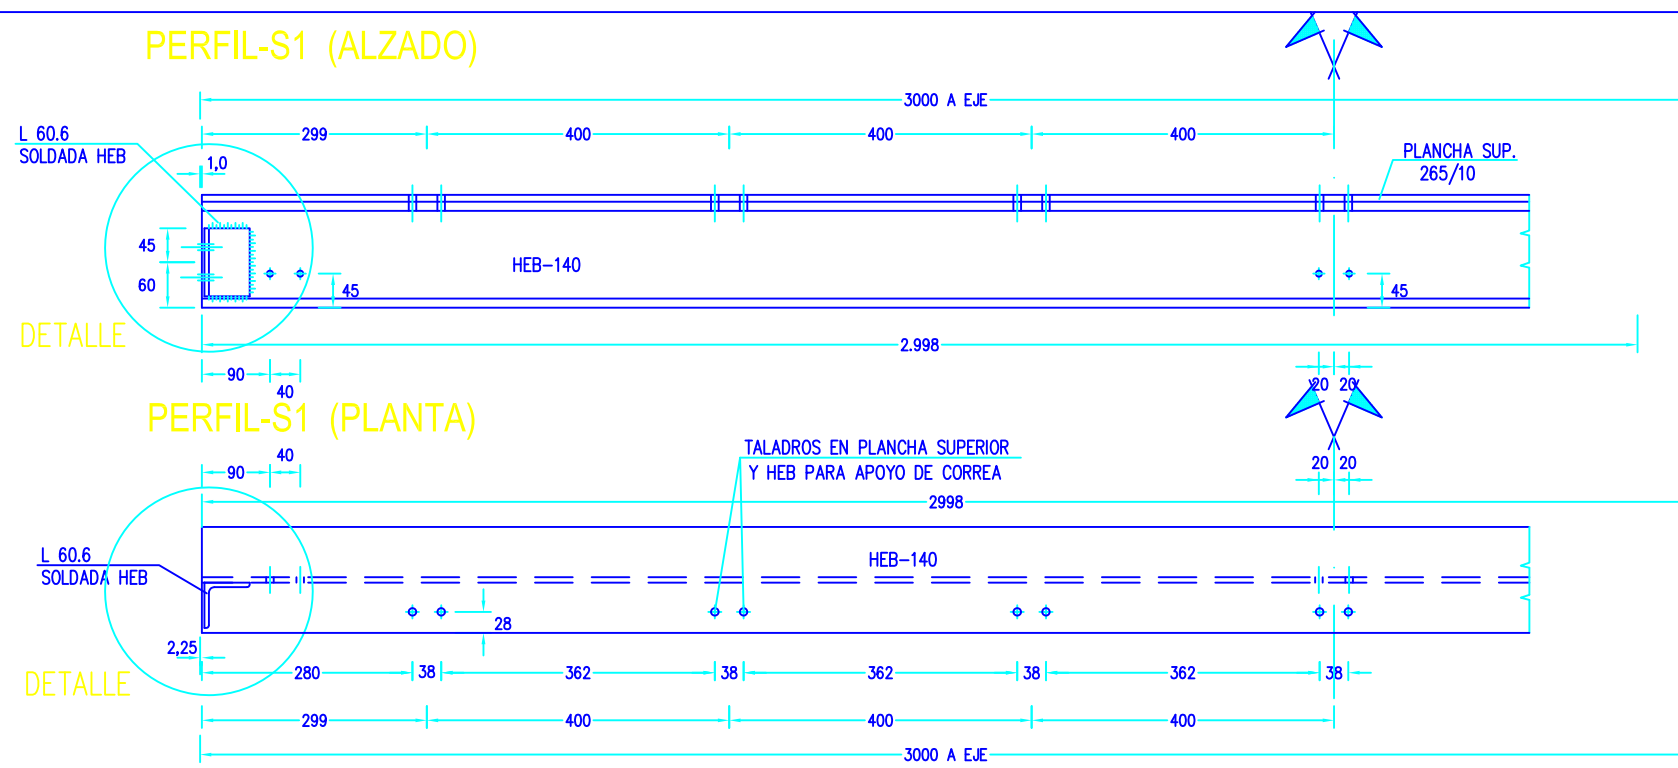 PERFIL-S1 (ALZADO)
3000 A EJE
299
400
400
400
L 60.6
SOLDADA HEB
1,0
PLANCHA SUP.
265/10
45
60
HEB-140
45
45
DETALLE
2.998
90
40
20 20
PERFIL-S1 (PLANTA)
TALADROS EN PLANCHA SUPERIOR
Y HEB PARA APOYO DE CORREA
90
40
20 20
2998
L 60.6
SOLDADA HEB
HEB-140
28
2,25
DETALLE
280
38
362
38
362
38
362
38
299
400
400
400
3000 A EJE